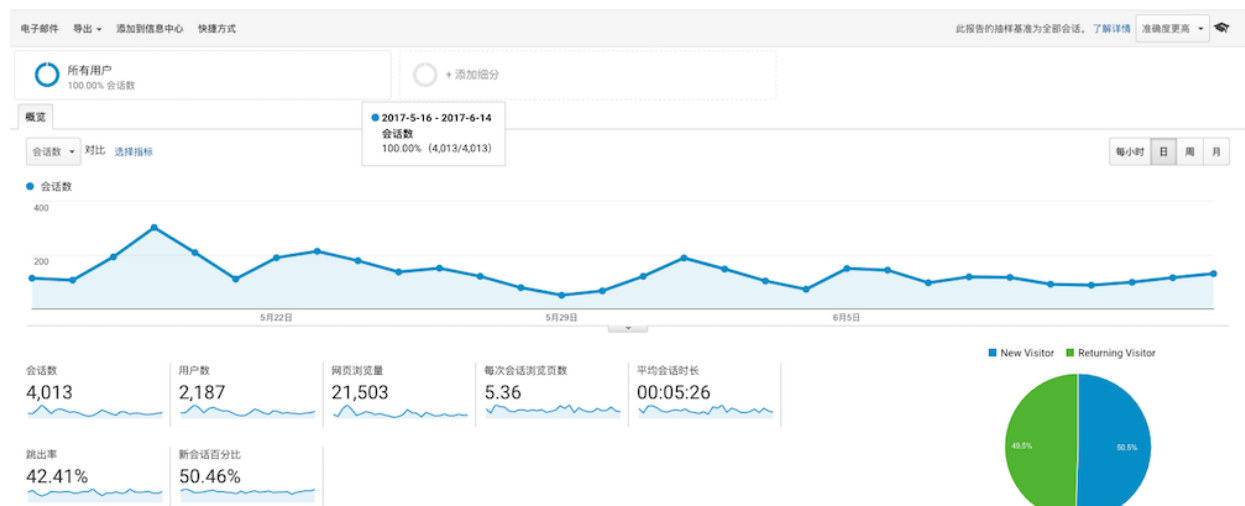 电子邮件 导出 添加到信息中心 快捷方式 此报告的抽样基准为全部会话。 了解详情 准确度更高
所有用户
100.00% 会话数
+ 添加细分
概览
2017-5-16 - 2017-6-14
会话数
100.00% (4,013/4,013)
会话数 对比 选择指标 每小时 日 周 月
会话数
400
200
5月22日 5月29日 6月5日
New Visitor Returning Visitor
会话数 用户数 网页浏览量 每次会话浏览页数 平均会话时长
4,013 2,187 21,503 5.36 00:05:26
49.5% 50.5%
跳出率 新会话百分比
42.41% 50.46%